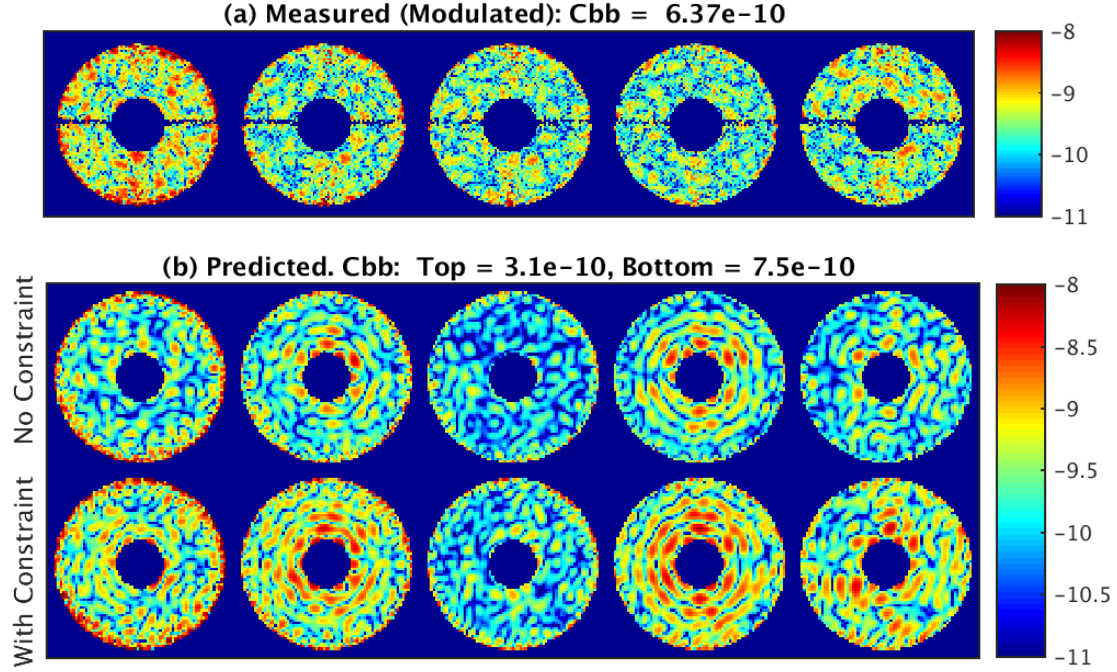 (a) Measured (Modulated): Cbb = 6.37e-10
-8
-9
-10
-11
(b) Predicted. Cbb: Top = 3.1e-10, Bottom = 7.5e-10
No Constraint
With Constraint
-8
-8.5
-9
-9.5
-10
-10.5
-11